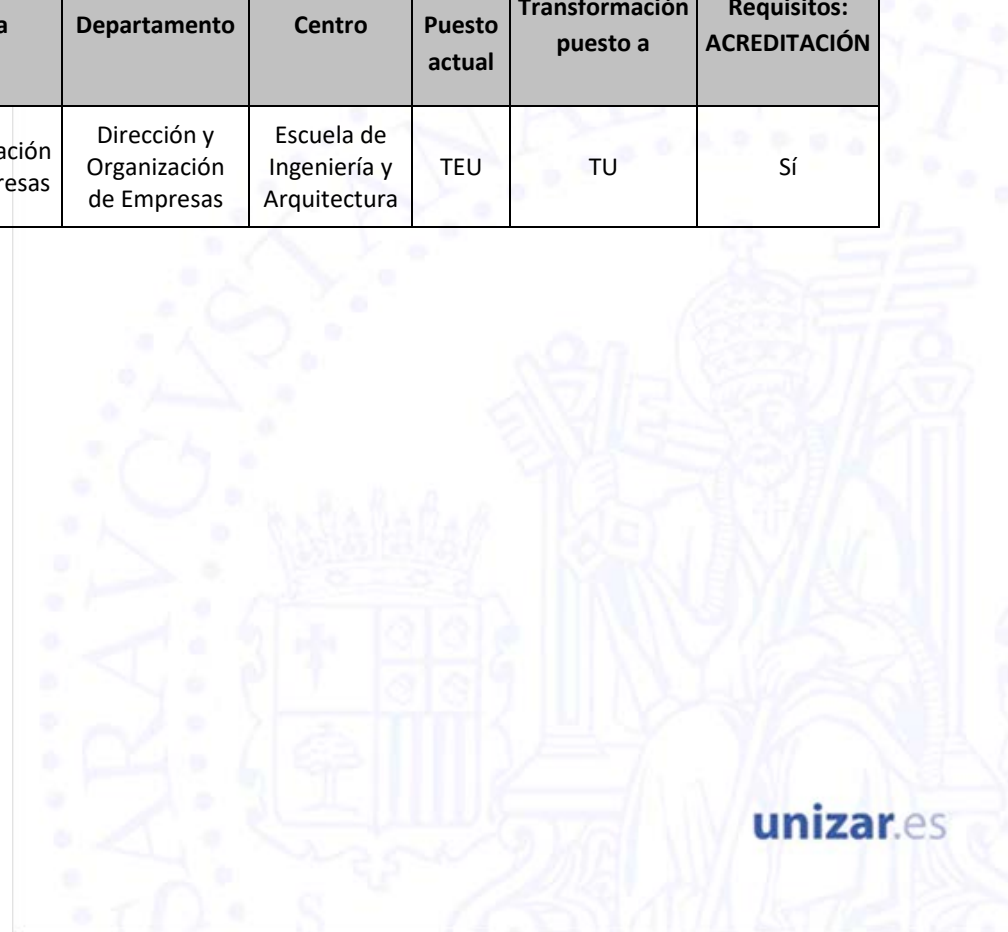 Transformación Requisitos:
Departamento Centro Puesto puesto a ACREDITACIÓN
actual
Dirección y Escuela de
Organización Ingeniería y TEU TU Sí
de Empresas Arquitectura
unizar.es